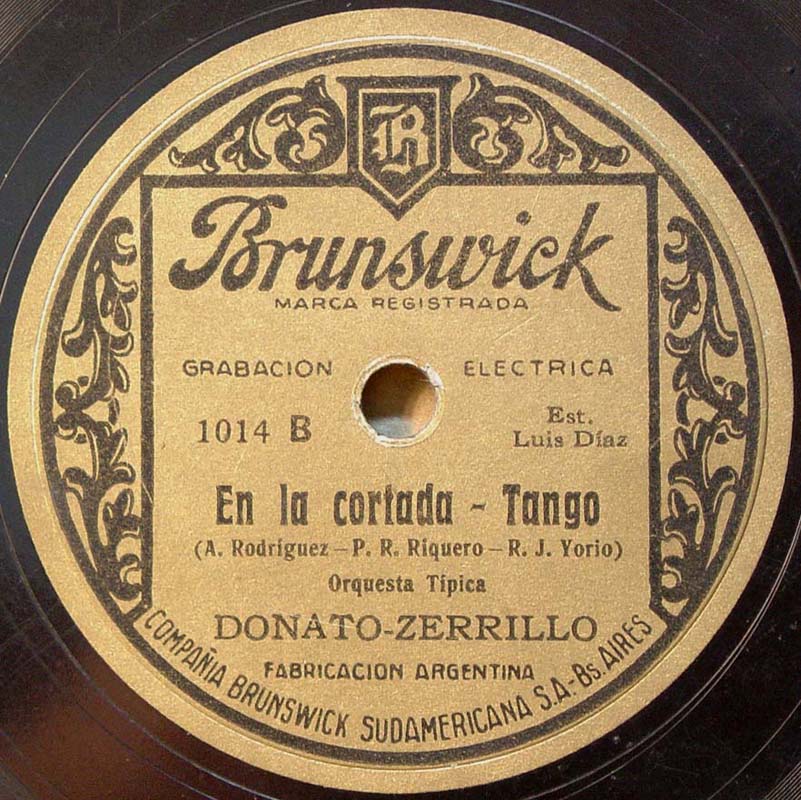 B
Brunswick
MARCA REGISTRADA
GRABACION ELECTRICA
1014 B
Est.
Luis Díaz
En la cortada - Tango
(A. Rodríguez—P. R. Riquero—R. J. Yorio)
Orquesta Típica
DONATO-ZERRILLO
FABRICACION ARGENTINA
COMPAÑIA BRUNSWICK SUDAMERICANA S.A-Bs. AIRES